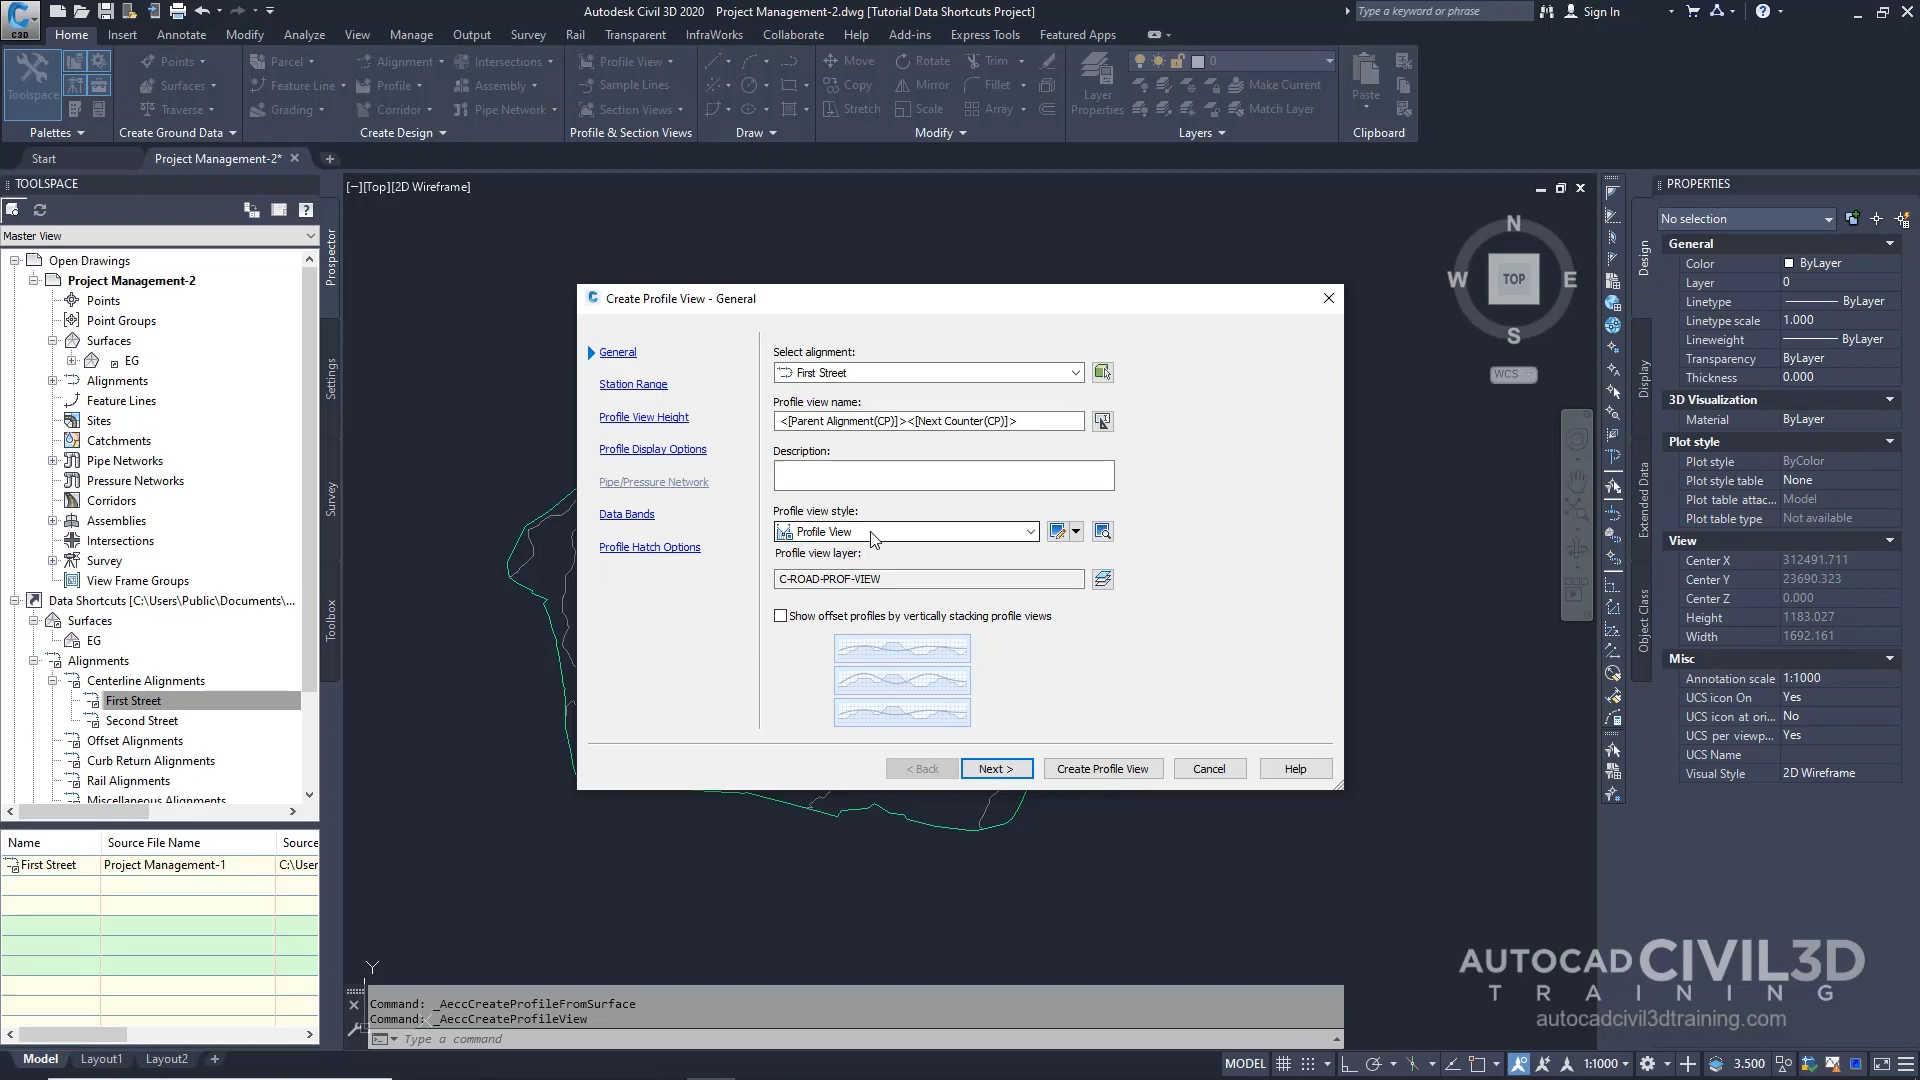 Autodesk Civil 3D 2020 Project Management-2.dwg [Tutorial Data Shortcuts Project]
Type a keyword or phrase
Sign In
C3D
Home Insert Annotate Modify Analyze View Manage Output Survey Rail Transparent InfraWorks Collaborate Help Add-ins Express Tools Featured Apps
Toolspace
Points Parcel Alignment Intersections Profile View Move Rotate Trim 0
Surfaces Feature Line Profile Assembly Sample Lines Copy Mirror Fillet Make Current
Traverse Grading Corridor Pipe Network Section Views Stretch Scale Array Match Layer
Layer Properties
Paste
Palettes Create Ground Data Create Design Profile & Section Views Draw Modify Layers Clipboard
Start Project Management-2*
TOOLSPACE
Master View
Open Drawings
Project Management-2
Points
Point Groups
Surfaces
EG
Alignments
Feature Lines
Sites
Catchments
Pipe Networks
Pressure Networks
Corridors
Assemblies
Intersections
Survey
View Frame Groups
Data Shortcuts [C:\Users\Public\Documents\...
Surfaces
EG
Alignments
Centerline Alignments
First Street
Second Street
Offset Alignments
Curb Return Alignments
Rail Alignments
Miscellaneous Alignments
Prospector
Settings
Survey
Toolbox
Name Source File Name Source
First Street Project Management-1 C:\User
[−][Top][2D Wireframe]
N
W TOP E
S
WCS
Create Profile View - General
General
Station Range
Profile View Height
Profile Display Options
Pipe/Pressure Network
Data Bands
Profile Hatch Options
Select alignment:
First Street
Profile view name:
<[Parent Alignment(CP)]><[Next Counter(CP)]>
Description:
Profile view style:
Profile View
Profile view layer:
C-ROAD-PROF-VIEW
Show offset profiles by vertically stacking profile views
< Back Next > Create Profile View Cancel Help
PROPERTIES
No selection
Design
Display
Extended Data
Object Class
General
Color ByLayer
Layer 0
Linetype ByLayer
Linetype scale 1.000
Lineweight ByLayer
Transparency ByLayer
Thickness 0.000
3D Visualization
Material ByLayer
Plot style
Plot style ByColor
Plot style table None
Plot table attac... Model
Plot table type Not available
View
Center X 312491.711
Center Y 23690.323
Center Z 0.000
Height 1183.027
Width 1692.161
Misc
Annotation scale 1:1000
UCS icon On Yes
UCS icon at ori... No
UCS per viewp... Yes
UCS Name
Visual Style 2D Wireframe
Y
Command: _AeccCreateProfileFromSurface
Command: _AeccCreateProfileView
Type a command
AUTOCAD CIVIL3D
TRAINING
autocadcivil3dtraining.com
Model Layout1 Layout2 +
MODEL 1:1000 3.500